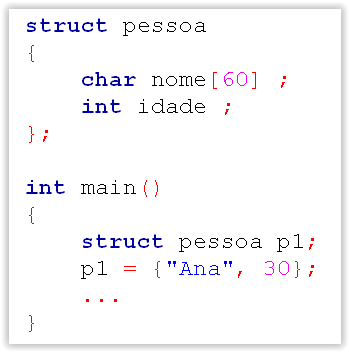 struct pessoa
{
    char nome[60] ;
    int idade ;
};

int main()
{
    struct pessoa p1;
    p1 = {"Ana", 30};
    ...
}